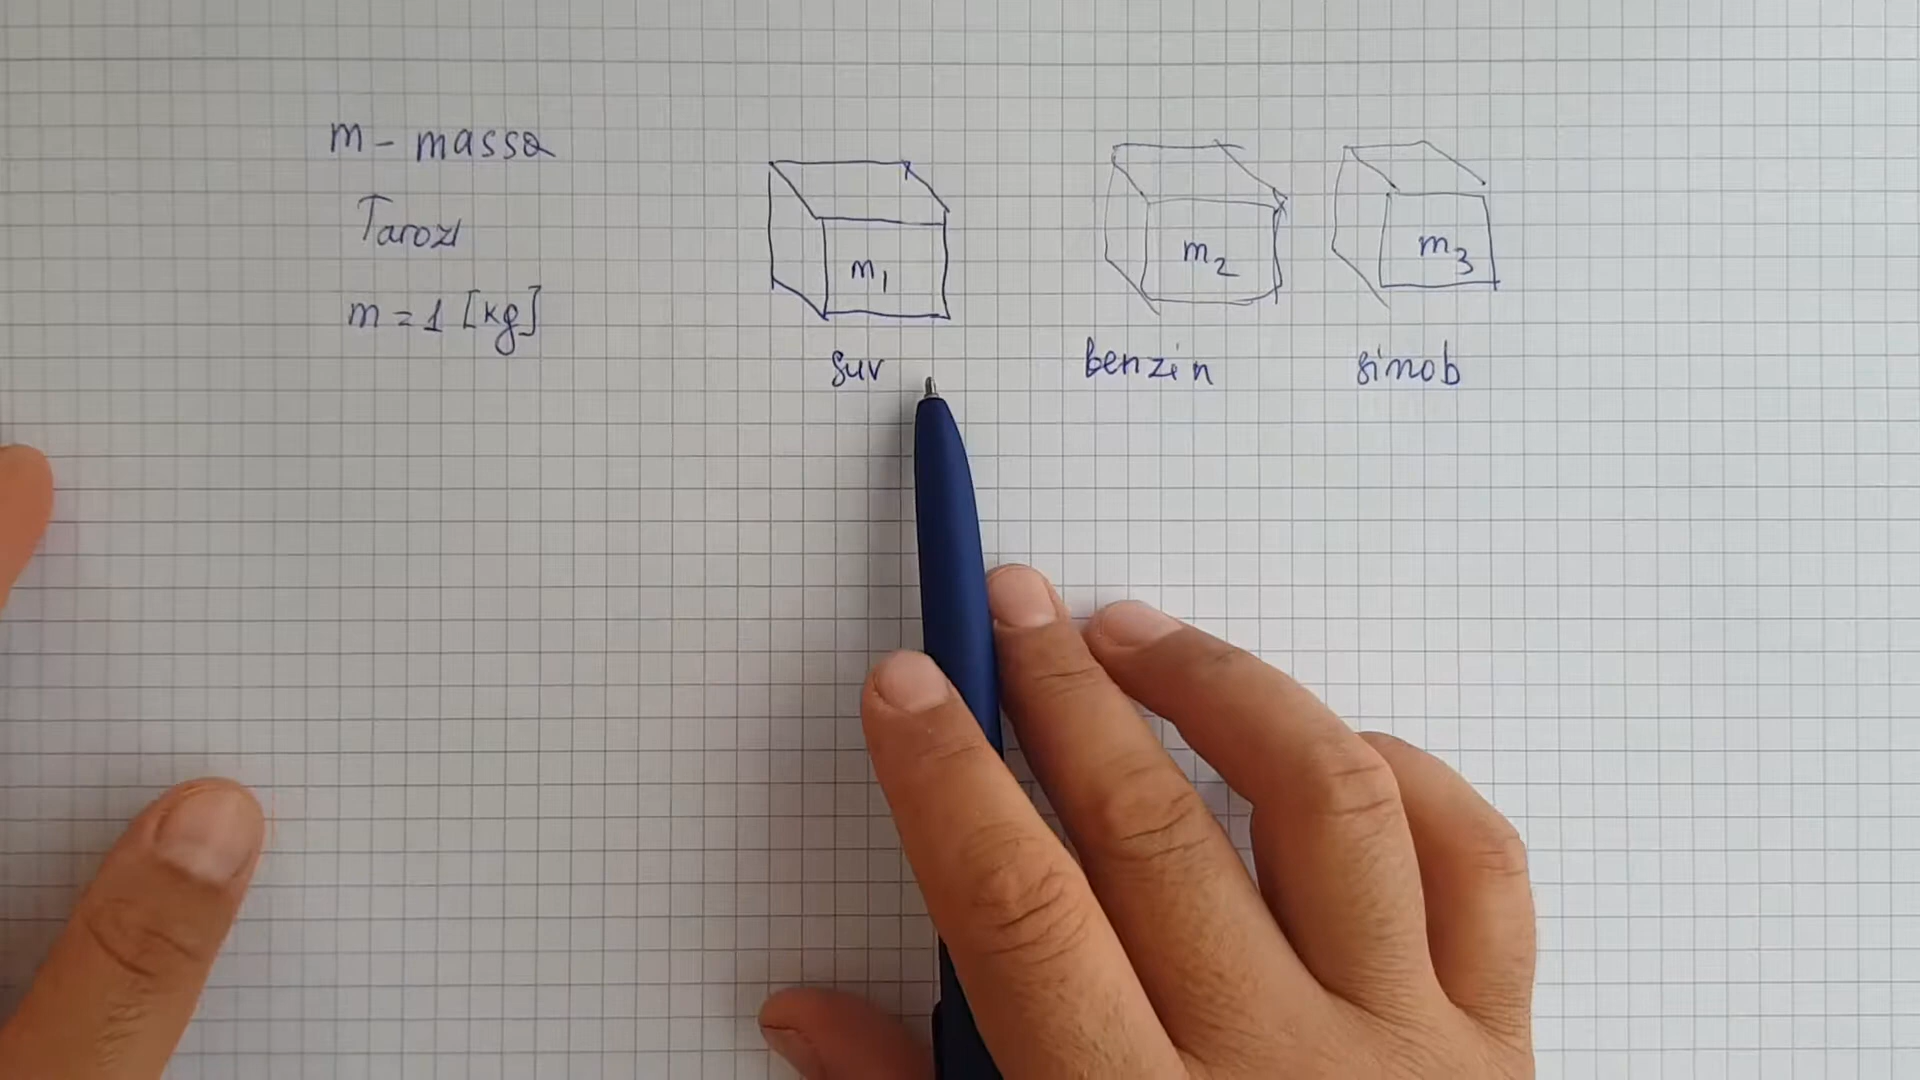 m - massa
Tarozi
m = 1 [kg]
m₁
suv
m₂
benzin
m₃
simob